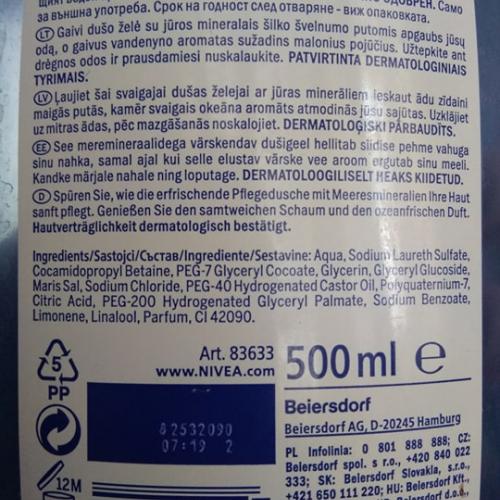 за външна употреба. Срок на годност след отваряне - виж опаковката.
LT Gaivi dušo želė su jūros mineralais šilko švelnumo putomis apgaubs jūsų
odą, o gaivus vandenyno aromatas sužadins malonius pojūčius. Užtepkite ant
drėgnos odos ir prausdamiesi nuskalaukite. PATVIRTINTA DERMATOLOGINIAIS
TYRIMAIS.
LV Ļaujiet šai svaigajai dušas želejai ar jūras minerāliem ieskaut ādu zīdaini
maigās putās, kamēr svaigais okeāna aromāts atmodinās jūsu sajūtas. Uzklājiet
uz mitras ādas, pēc mazgāšanās noskalojiet. DERMATOLOĢISKI PĀRBAUDĪTS.
EE See meremineraalidega värskendav dušigeel hellitab siidise pehme vahuga
sinu nahka, samal ajal kui selle elustav värske vee aroom ergutab sinu meeli.
Kandke märjale nahale ning loputage. DERMATOLOOGILISELT HEAKS KIIDETUD.
D Spüren Sie, wie die erfrischende Pflegedusche mit Meeresmineralien Ihre Haut
sanft pflegt. Genießen Sie den samtweichen Schaum und den ozeanfrischen Duft.
Hautverträglichkeit dermatologisch bestätigt.
Ingredients/Sastojci/Състав/Ingrediente/Sestavine: Aqua, Sodium Laureth Sulfate,
Cocamidopropyl Betaine, PEG-7 Glyceryl Cocoate, Glycerin, Glyceryl Glucoside,
Maris Sal, Sodium Chloride, PEG-40 Hydrogenated Castor Oil, Polyquaternium-7,
Citric Acid, PEG-200 Hydrogenated Glyceryl Palmate, Sodium Benzoate,
Limonene, Linalool, Parfum, CI 42090.
5
PP
Art. 83633
www.NIVEA.com
500 ml e
82532090
07:19 2
12M
Beiersdorf
Beiersdorf AG, D-20245 Hamburg
PL Infolinia: 0 801 888 888; CZ:
Beiersdorf spol. s r.o., +420 840 022
333; SK: Beiersdorf Slovakia, s.r.o.,
+421 650 111 220; HU: Beiersdorf Kft.,
Beiersdorf d.o.o.,